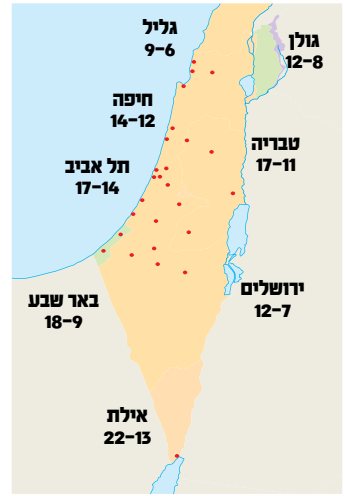 גליל
9-6
גולן
12-8
חיפה
14-12
טבריה
17-11
תל אביב
17-14
ירושלים
12-7
באר שבע
18-9
אילת
22-13